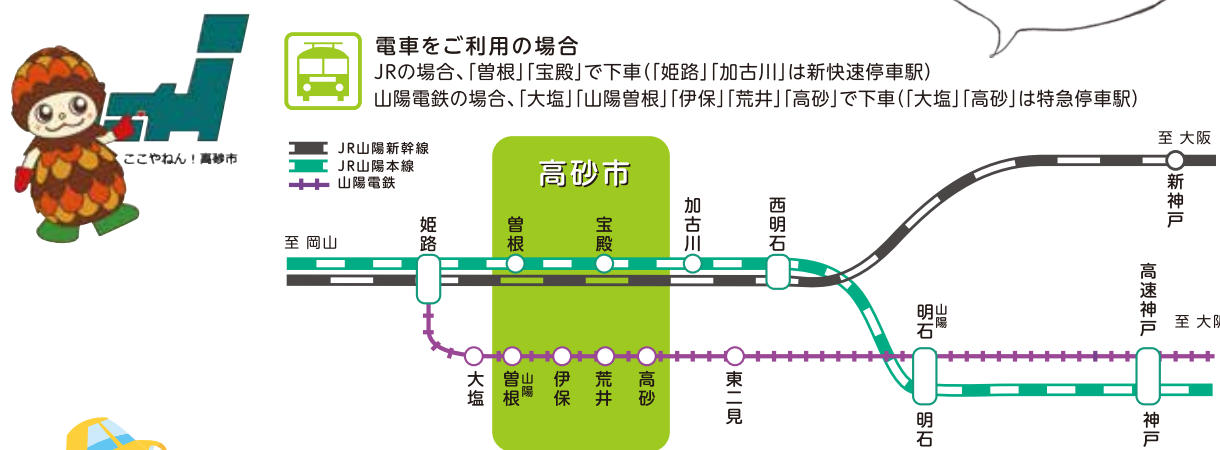 電車をご利用の場合
JRの場合、「曽根」「宝殿」で下車(「姫路」「加古川」は新快速停車駅)
山陽電鉄の場合、「大塩」「山陽曽根」「伊保」「荒井」「高砂」で下車(「大塩」「高砂」は特急停車駅)
ここやねん!高砂市
JR山陽新幹線
JR山陽本線
山陽電鉄
高砂市
至 大阪
新神戸
至 岡山
姫路
曽根
宝殿
加古川
西明石
高速神戸
山陽明石
至 大阪
大塩
山陽曽根
伊保
荒井
高砂
東二見
明石
神戸